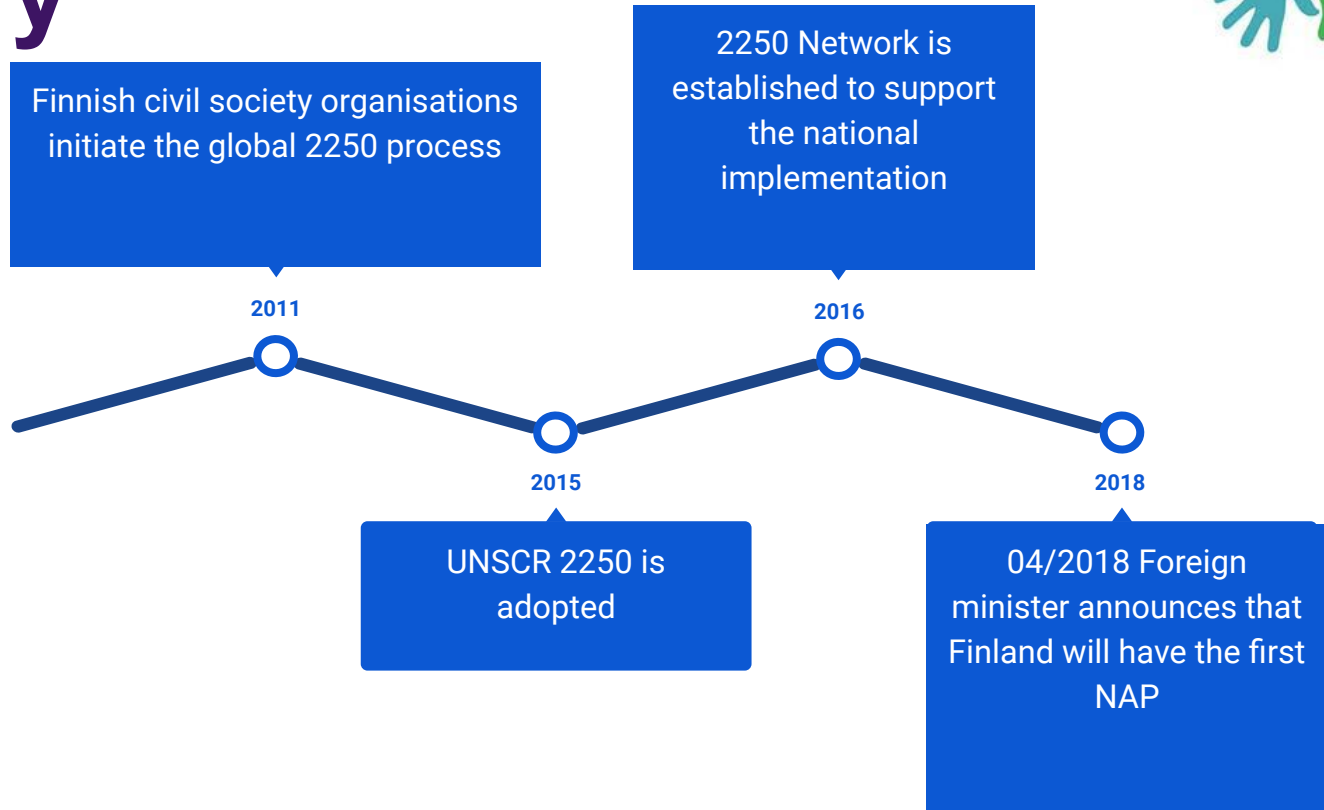 y
Finnish civil society organisations
initiate the global 2250 process
2250 Network is
established to support
the national
implementation
2011
2016
2015
2018
UNSCR 2250 is
adopted
04/2018 Foreign
minister announces that
Finland will have the first
NAP